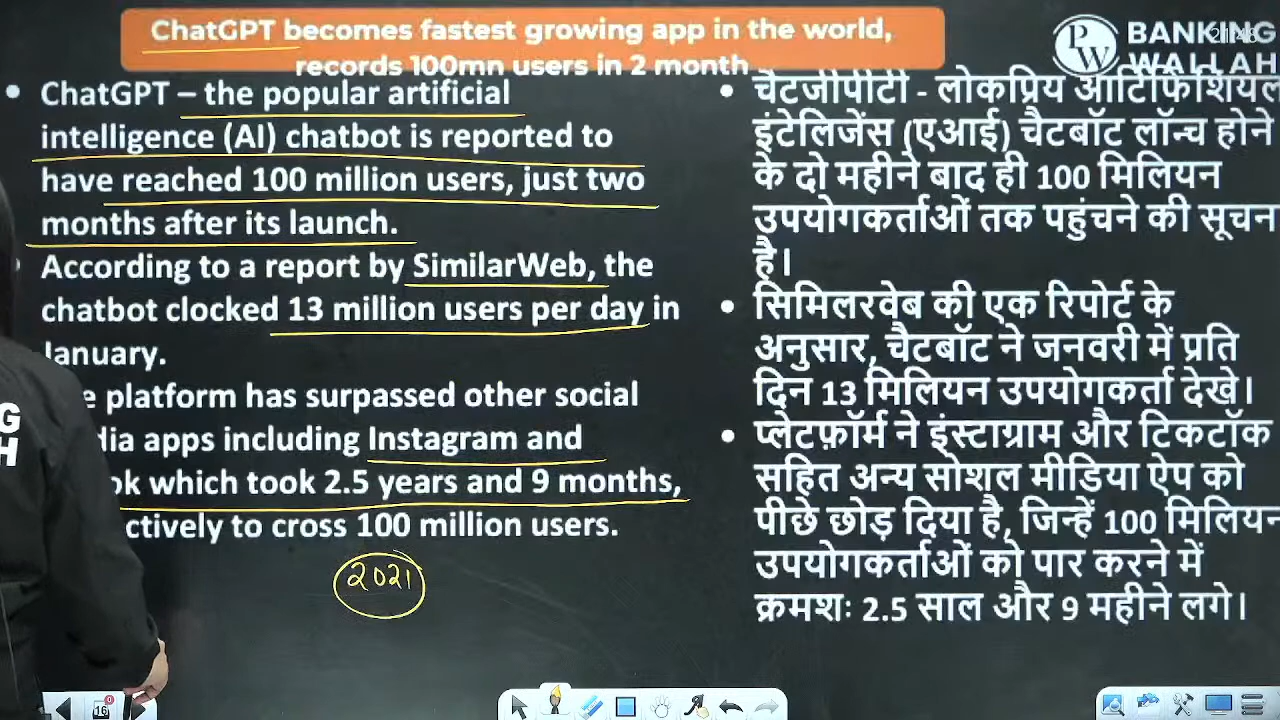 ChatGPT becomes fastest growing app in the world,
records 100mn users in 2 month
PW BANKING
WALLAH
ChatGPT – the popular artificial
intelligence (AI) chatbot is reported to
have reached 100 million users, just two
months after its launch.
According to a report by SimilarWeb, the
chatbot clocked 13 million users per day in
January.
platform has surpassed other social
apps including Instagram and
which took 2.5 years and 9 months,
to cross 100 million users.
2021
चैटजीपीटी - लोकप्रिय आर्टिफिशियल
इंटेलिजेंस (एआई) चैटबॉट लॉन्च होने
के दो महीने बाद ही 100 मिलियन
उपयोगकर्ताओं तक पहुंचने की सूचन
है।
सिमिलरवेब की एक रिपोर्ट के
अनुसार, चैटबॉट ने जनवरी में प्रति
दिन 13 मिलियन उपयोगकर्ता देखे।
प्लेटफ़ॉर्म ने इंस्टाग्राम और टिकटॉक
सहित अन्य सोशल मीडिया ऐप को
पीछे छोड़ दिया है, जिन्हें 100 मिलियन
उपयोगकर्ताओं को पार करने में
क्रमशः 2.5 साल और 9 महीने लगे।
G
H
16